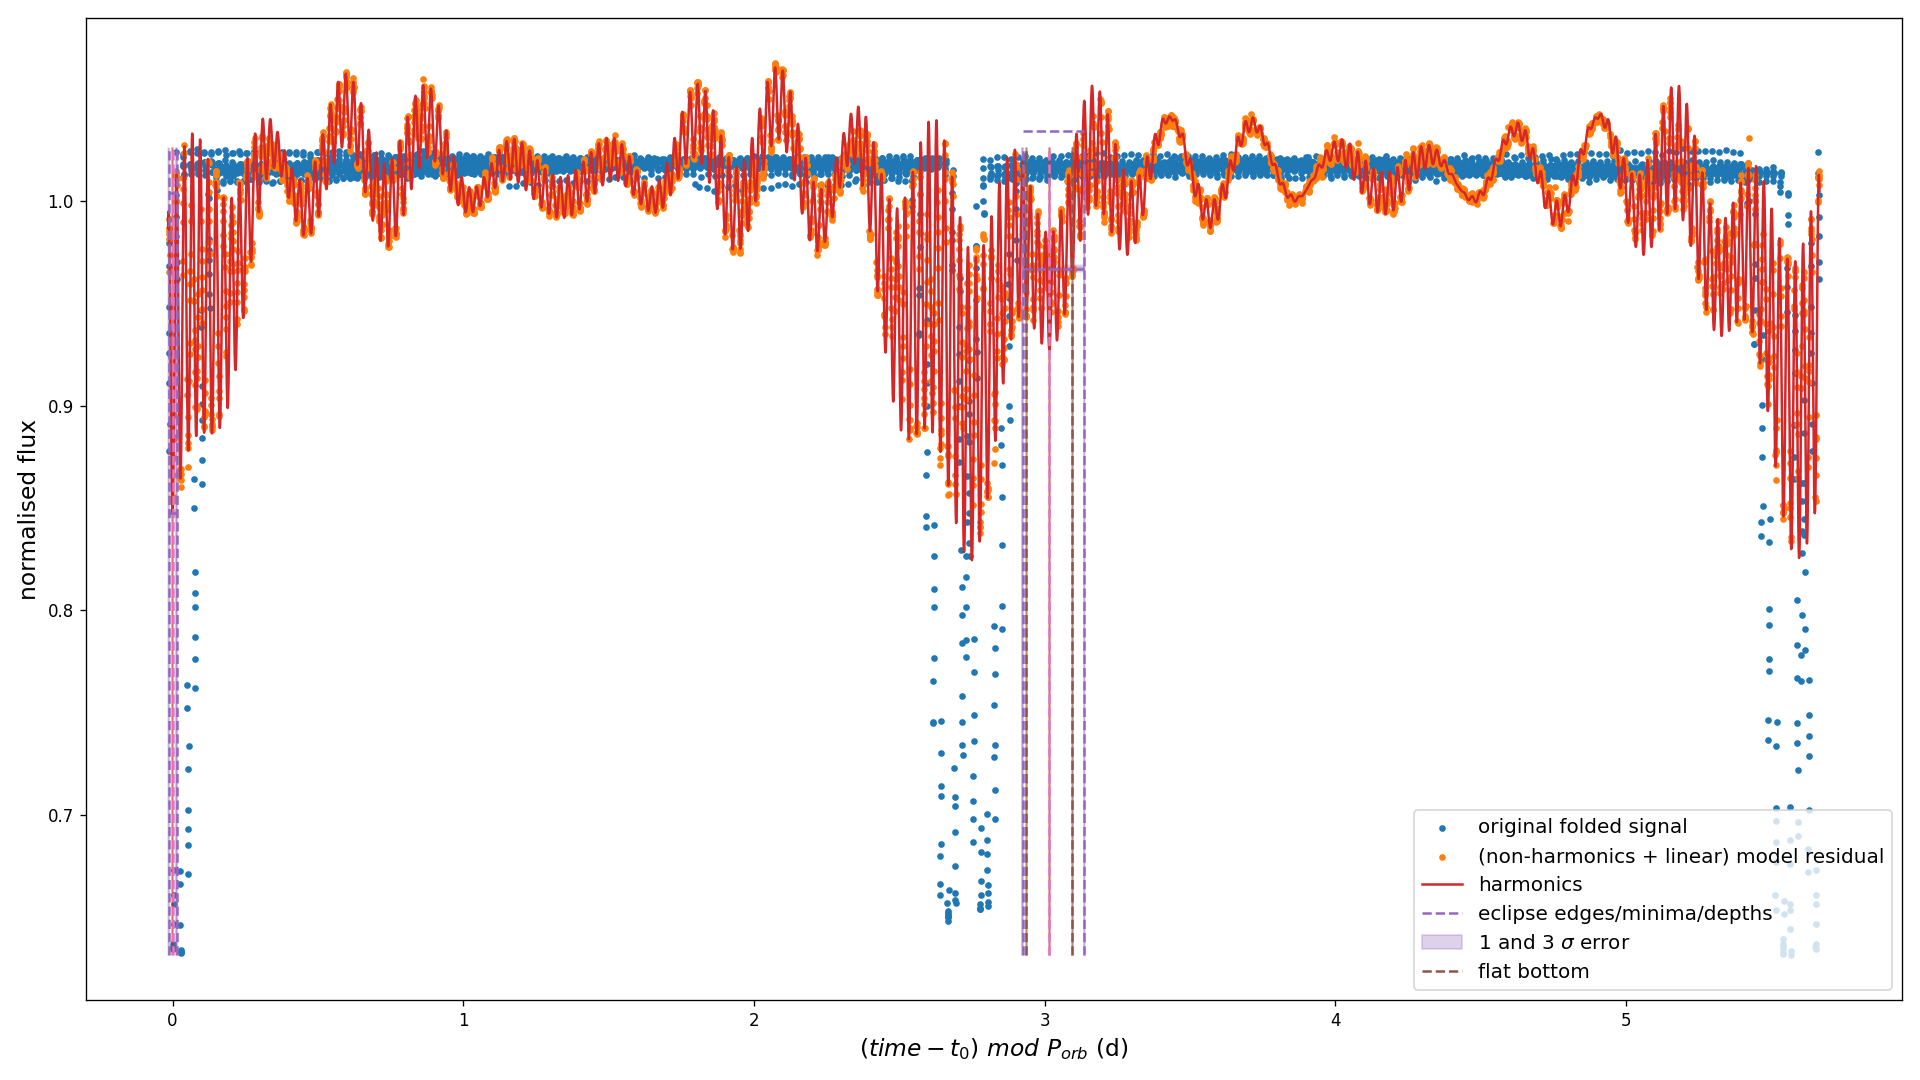 normalised flux
1.0
0.9
0.8
0.7
0
1
2
3
4
5
(time − t₀) mod Pₒᵣb (d)
original folded signal
(non-harmonics + linear) model residual
harmonics
eclipse edges/minima/depths
1 and 3 σ error
flat bottom